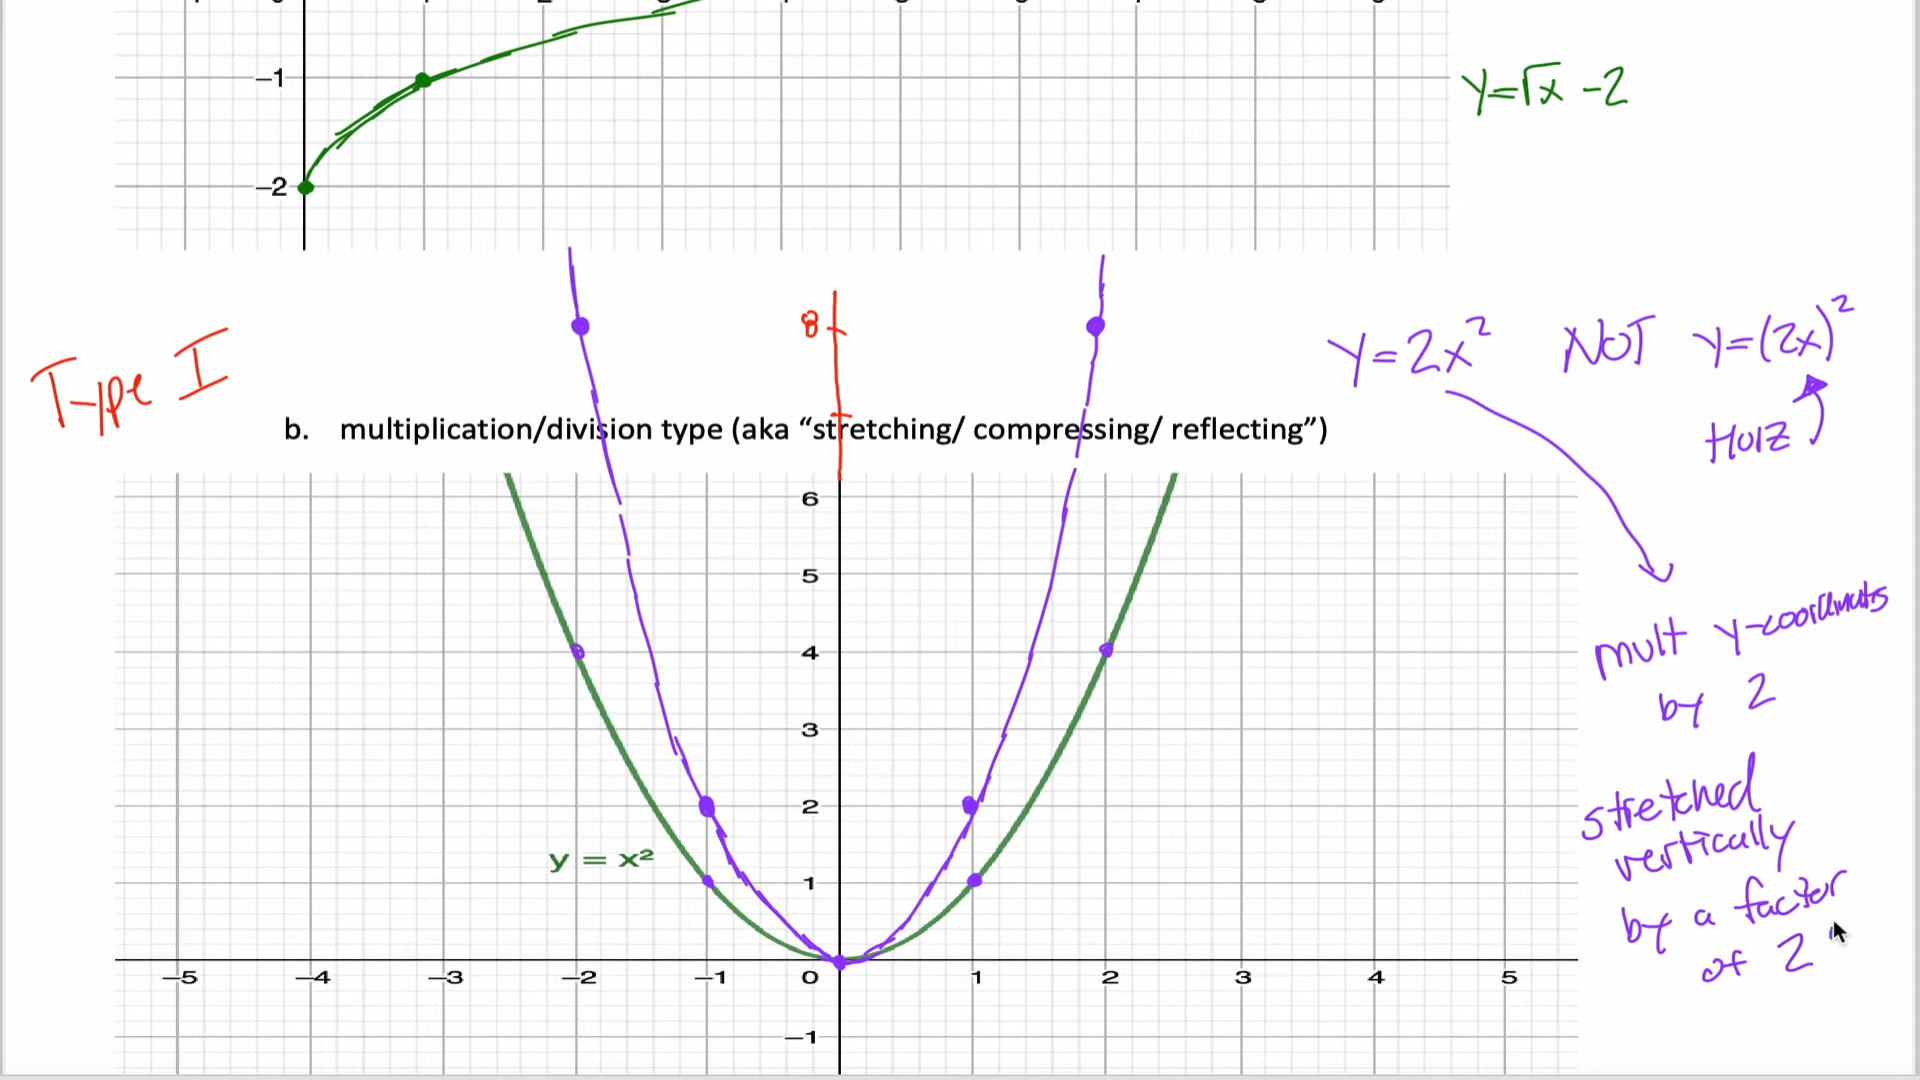 -1
y=√x -2
-2
8
Type I
y=2x² NOT y=(2x)²
Horz
b. multiplication/division type (aka “stretching/ compressing/ reflecting”)
6
5
4
3
2
1
y = x²
mult y-coordinates
by 2
stretched
vertically
by a factor
of 2
-5 -4 -3 -2 -1 0 1 2 3 4 5
-1